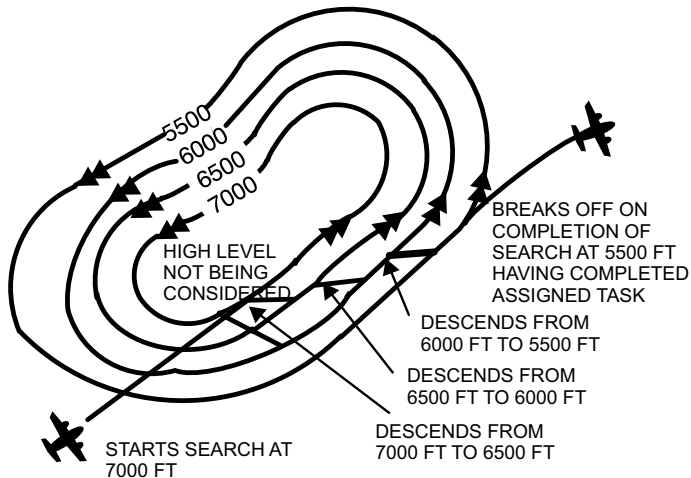 5500
6000
6500
7000
HIGH LEVEL
NOT BEING
CONSIDERED
BREAKS OFF ON
COMPLETION OF
SEARCH AT 5500 FT
HAVING COMPLETED
ASSIGNED TASK
DESCENDS FROM
6000 FT TO 5500 FT
DESCENDS FROM
6500 FT TO 6000 FT
DESCENDS FROM
7000 FT TO 6500 FT
STARTS SEARCH AT
7000 FT